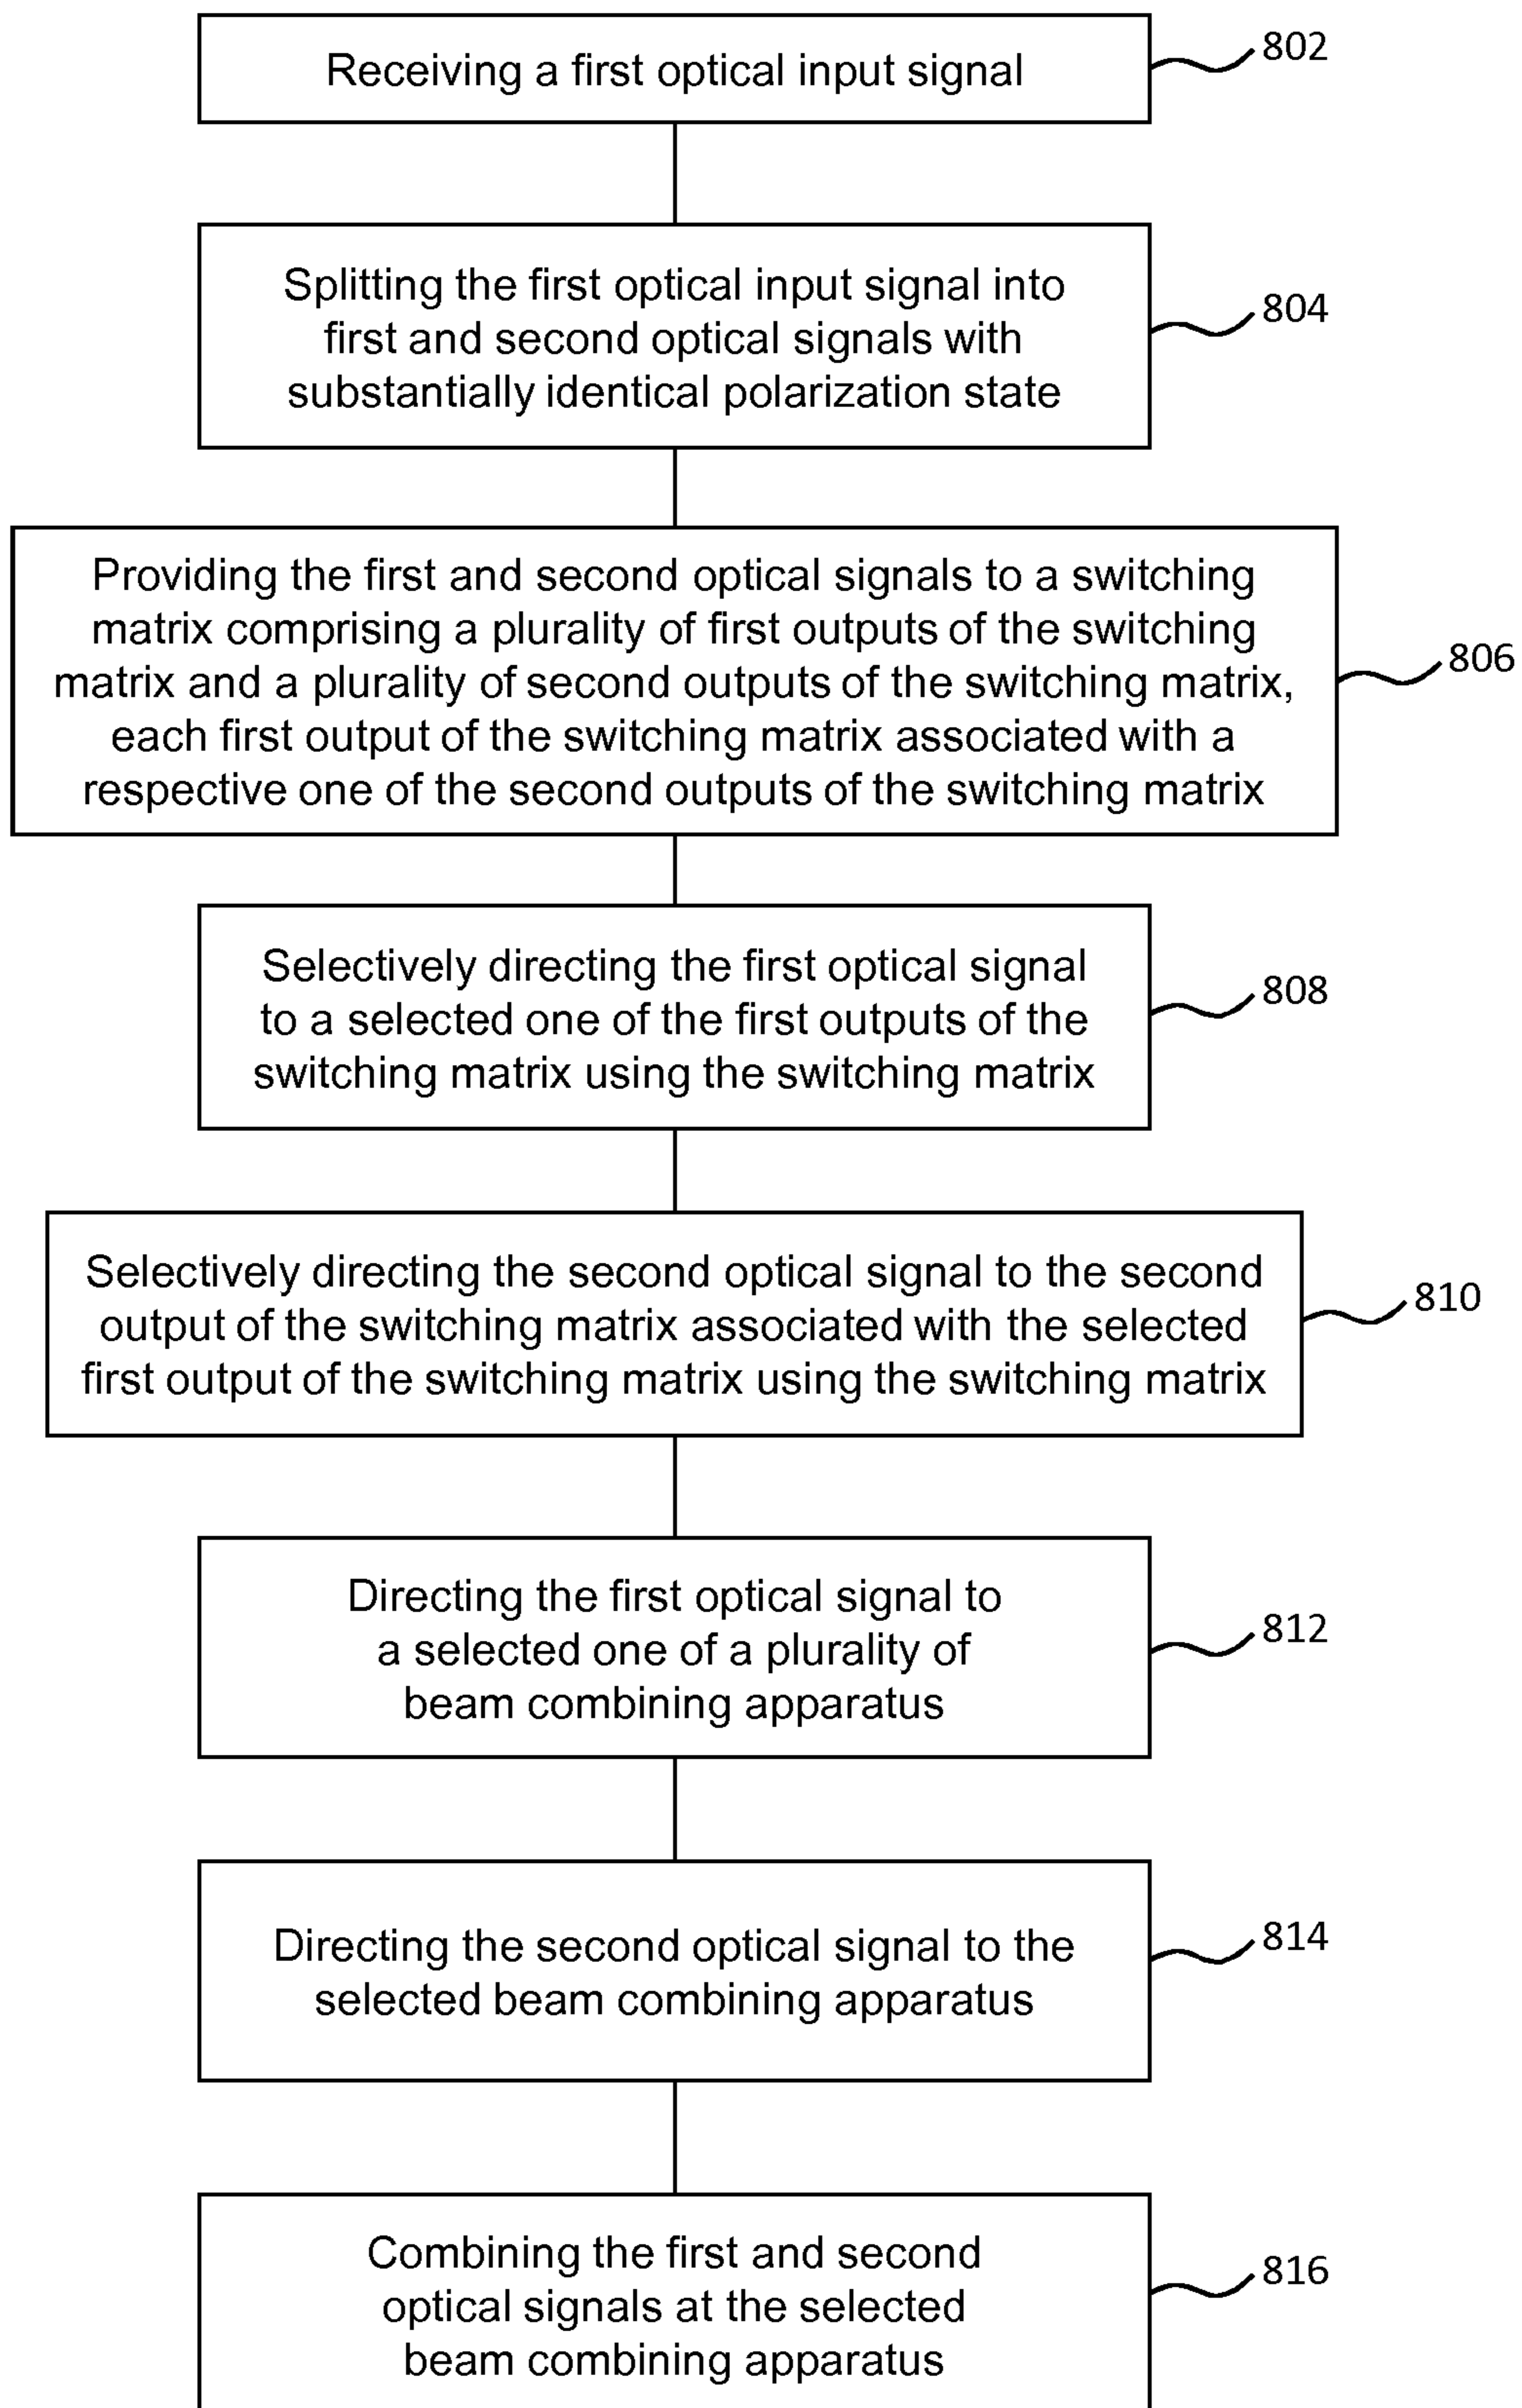 Receiving a first optical input signal
802
Splitting the first optical input signal into
first and second optical signals with
substantially identical polarization state
804
Providing the first and second optical signals to a switching
matrix comprising a plurality of first outputs of the switching
matrix and a plurality of second outputs of the switching matrix,
each first output of the switching matrix associated with a
respective one of the second outputs of the switching matrix
806
Selectively directing the first optical signal
to a selected one of the first outputs of the
switching matrix using the switching matrix
808
Selectively directing the second optical signal to the second
output of the switching matrix associated with the selected
first output of the switching matrix using the switching matrix
810
Directing the first optical signal to
a selected one of a plurality of
beam combining apparatus
812
Directing the second optical signal to the
selected beam combining apparatus
814
Combining the first and second
optical signals at the selected
beam combining apparatus
816